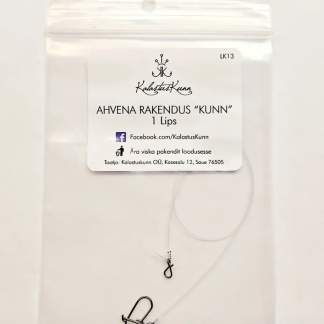 LK13
KalastusKunn
AHVENA RAKENDUS "KUNN"
1 Lips
Facebook.com/KalastusKunn
Ära viska pakendit loodusesse
Tootja: Kalastuskunn OÜ, Kasesalu 12, Saue 76505